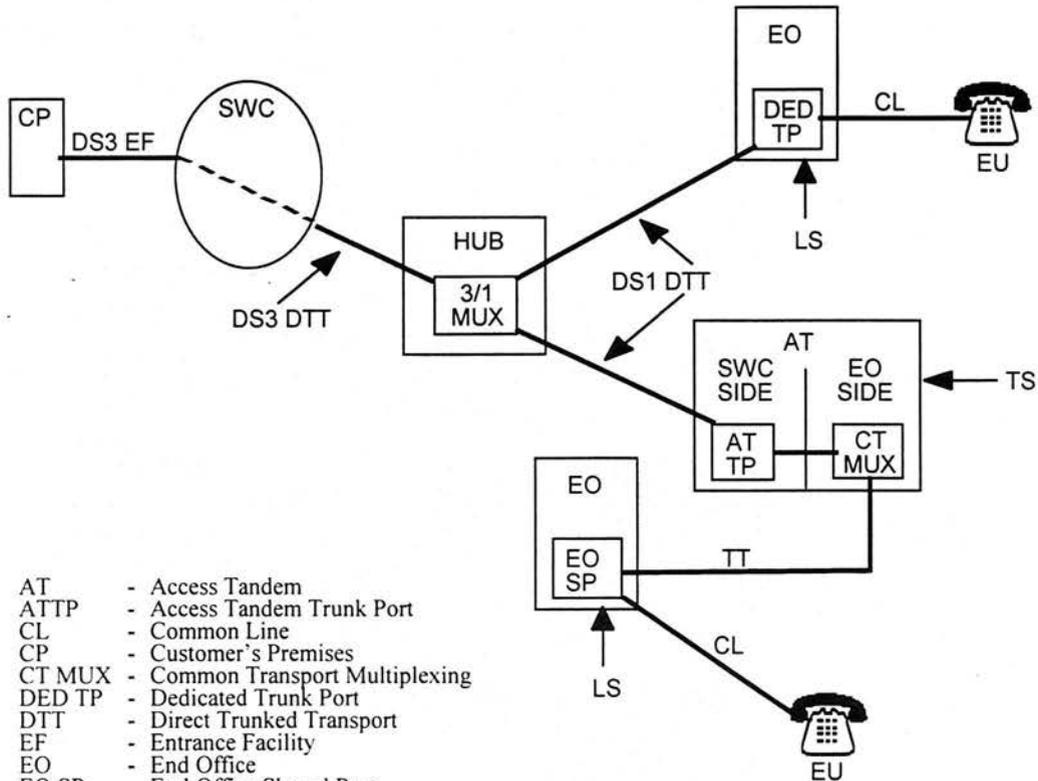 EO
SWC
CP
DS3 EF
DED
TP
CL
EU
LS
HUB
3/1
MUX
DS3 DTT
DS1 DTT
AT
SWC
SIDE
EO
SIDE
TS
AT
TP
CT
MUX
EO
EO
SP
TT
LS
CL
EU
AT - Access Tandem
ATTP - Access Tandem Trunk Port
CL - Common Line
CP - Customer's Premises
CT MUX - Common Transport Multiplexing
DED TP - Dedicated Trunk Port
DTT - Direct Trunked Transport
EF - Entrance Facility
EO - End Office